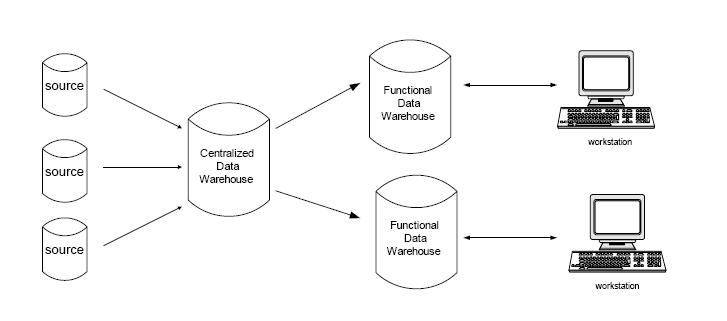 source
source
source
Centralized
Data
Warehouse
Functional
Data
Warehouse
workstation
Functional
Data
Warehouse
workstation